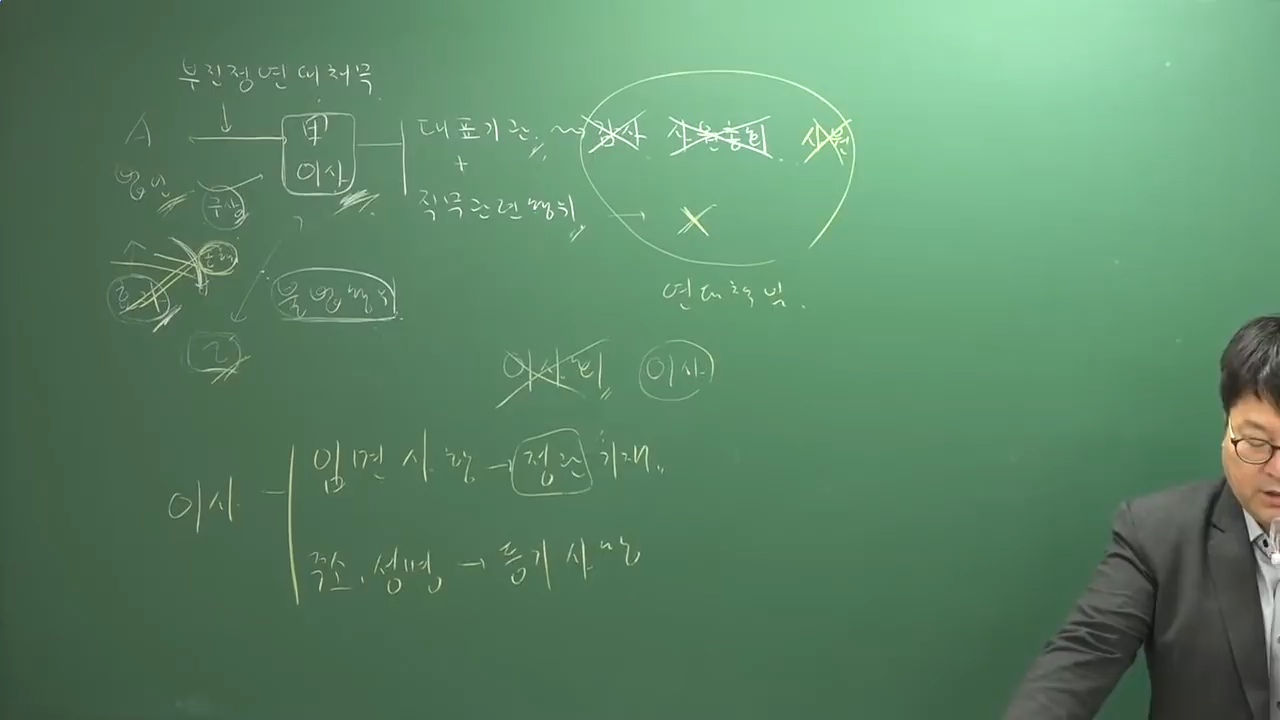 부진정연대채무
A
대표기관 감사 사원총회 사원
법인 이사
+
구상
직무관련행위
불법행위
연대책임
乙
이사회 이사
임면사항 → 정관 기재
이사
주소, 성명 → 등기사항